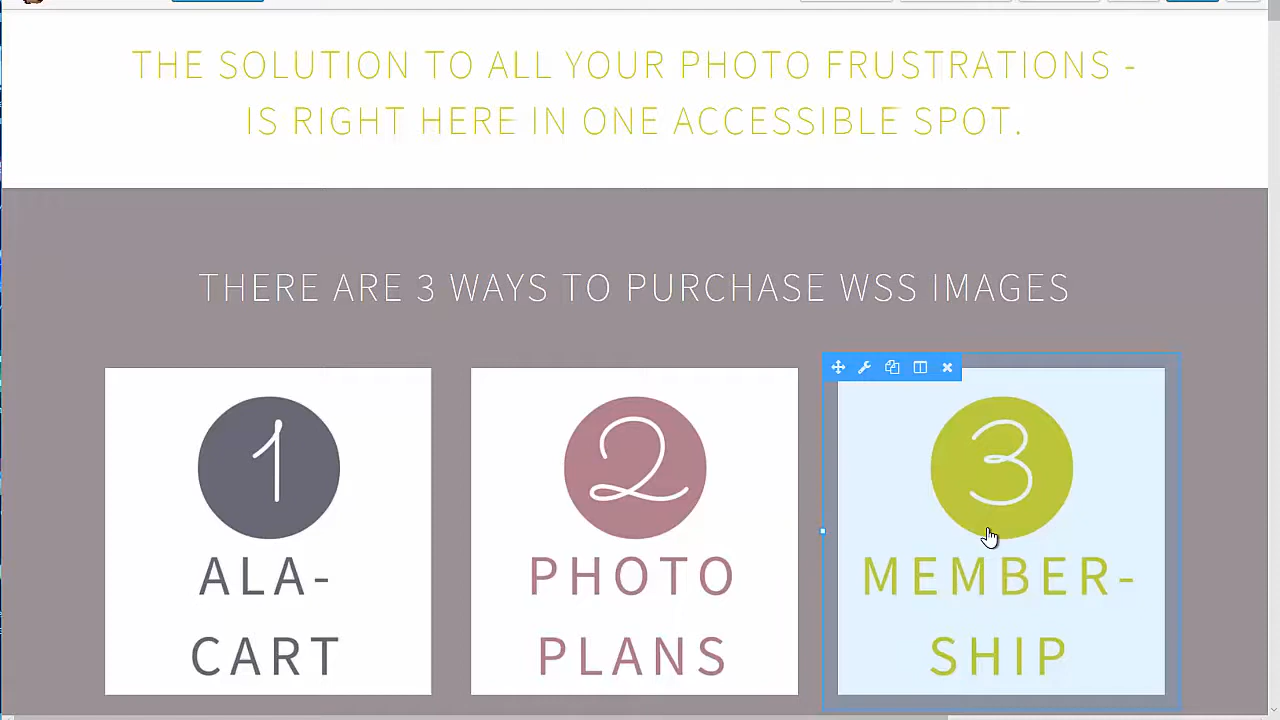 THE SOLUTION TO ALL YOUR PHOTO FRUSTRATIONS -
IS RIGHT HERE IN ONE ACCESSIBLE SPOT.
THERE ARE 3 WAYS TO PURCHASE WSS IMAGES
1
ALA-
CART
2
PHOTO
PLANS
3
MEMBER-
SHIP